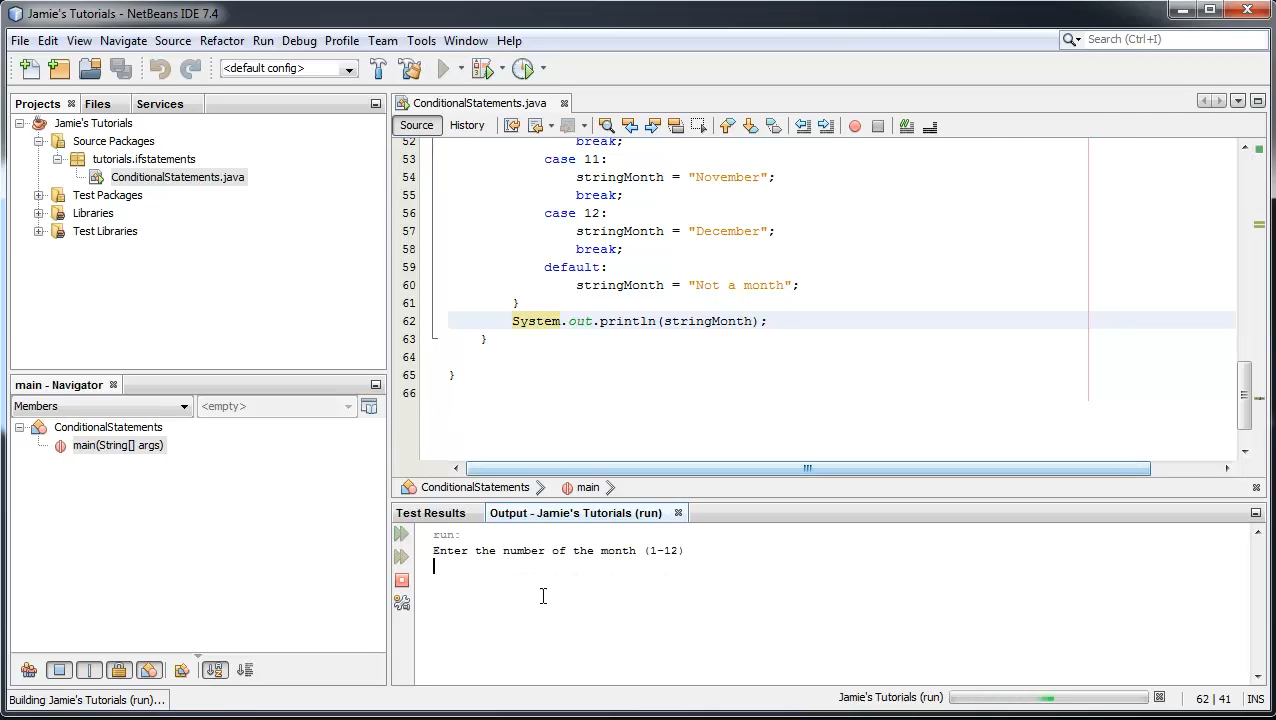 Jamie's Tutorials - NetBeans IDE 7.4
File Edit View Navigate Source Refactor Run Debug Profile Team Tools Window Help
Search (Ctrl+I)
<default config>
Projects Files Services
Jamie's Tutorials
Source Packages
tutorials.ifstatements
ConditionalStatements.java
Test Packages
Libraries
Test Libraries
main - Navigator
Members <empty>
ConditionalStatements
main(String[] args)
ConditionalStatements.java
Source History
52 break;
53 case 11:
54 stringMonth = "November";
55 break;
56 case 12:
57 stringMonth = "December";
58 break;
59 default:
60 stringMonth = "Not a month";
61 }
62 System.out.println(stringMonth);
63 }
64
65 }
66
ConditionalStatements main
Test Results Output - Jamie's Tutorials (run)
run:
Enter the number of the month (1-12)
Building Jamie's Tutorials (run)... Jamie's Tutorials (run) 62 | 41 INS